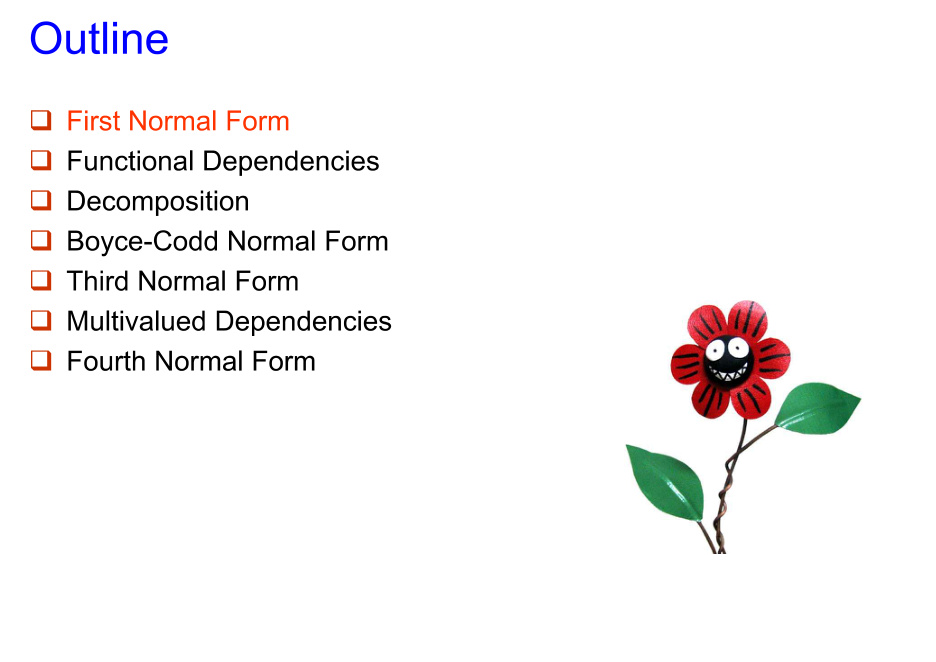 Outline
First Normal Form
Functional Dependencies
Decomposition
Boyce-Codd Normal Form
Third Normal Form
Multivalued Dependencies
Fourth Normal Form